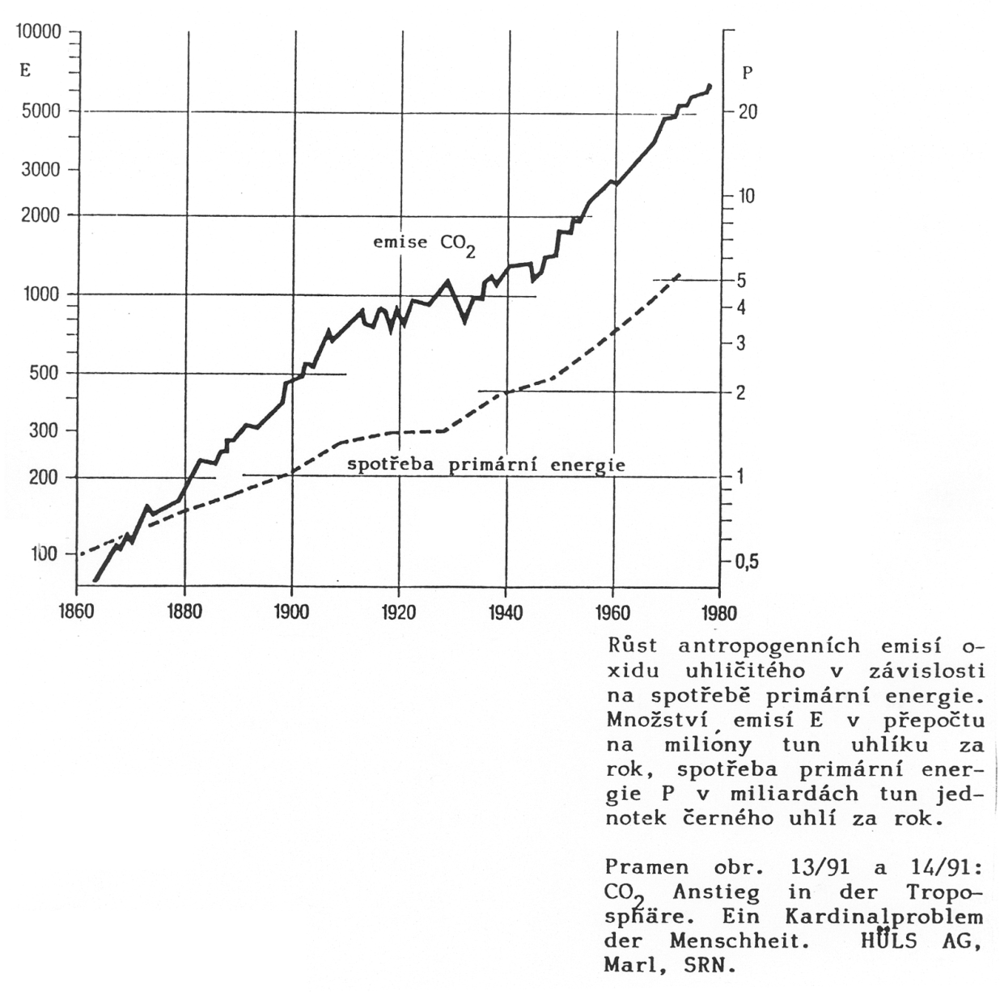 10000
E
5000
3000
2000
1000
500
300
200
100
P
20
10
5
4
3
2
1
0,5
emise CO2
spotřeba primární energie
1860 1880 1900 1920 1940 1960 1980
Růst antropogenních emisí o-
xidu uhličitého v závislosti
na spotřebě primární energie.
Množství emisí E v přepočtu
na milióny tun uhlíku za
rok, spotřeba primární ener-
gie P v miliardách tun jed-
notek černého uhlí za rok.
Pramen obr. 13/91 a 14/91:
CO2 Anstieg in der Tropo-
sphäre. Ein Kardinalproblem
der Menschheit. HÜLS AG,
Marl, SRN.